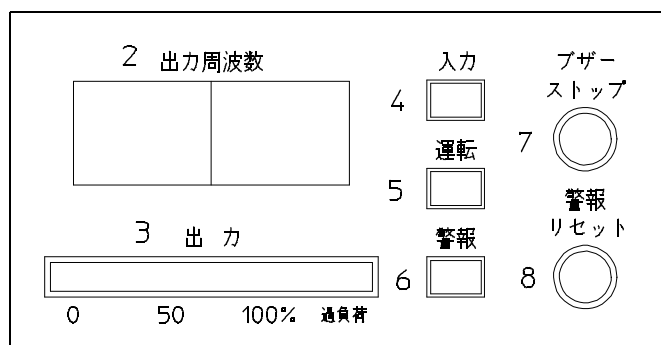 2 出力周波数
3 出力
0 50 100% 過負荷
4 入力
5 運転
6 警報
7 ブザー
ストップ
8 警報
リセット